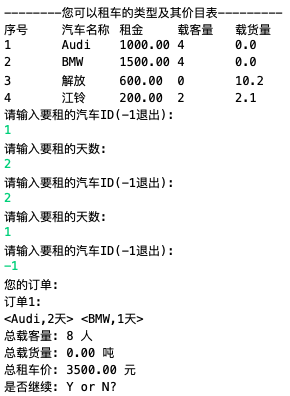 --------您可以租车的类型及其价目表---------
序号 汽车名称 租金 载客量 载货量
1 Audi 1000.00 4 0.0
2 BMW 1500.00 4 0.0
3 解放 600.00 0 10.2
4 江铃 200.00 2 2.1
请输入要租的汽车ID(-1退出):
1
请输入要租的天数:
2
请输入要租的汽车ID(-1退出):
2
请输入要租的天数:
1
请输入要租的汽车ID(-1退出):
-1
您的订单:
订单1:
<Audi,2天> <BMW,1天>
总载客量: 8 人
总载货量: 0.00 吨
总租车价: 3500.00 元
是否继续: Y or N?